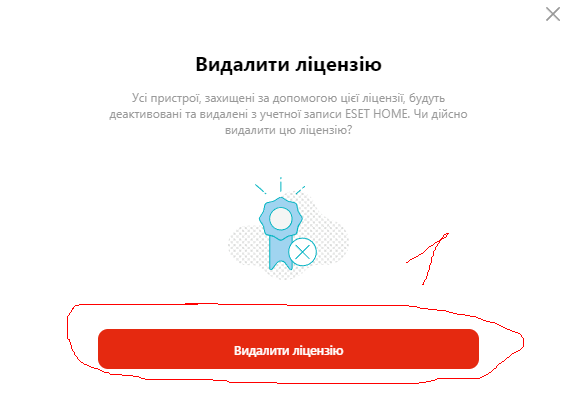 Видалити ліцензію
Усі пристрої, захищені за допомогою цієї ліцензії, будуть
деактивовані та видалені з учетної записи ESET HOME. Чи дійсно
видалити цю ліцензію?
1
Видалити ліцензію